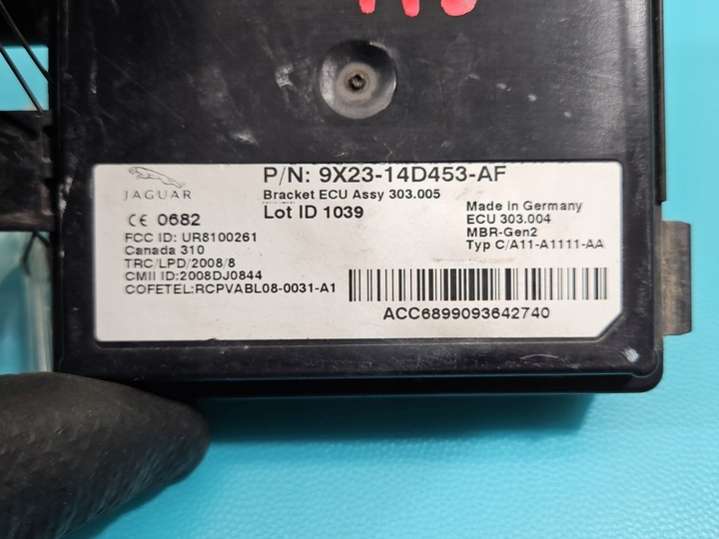 P/N: 9X23-14D453-AF
Bracket ECU Assy 303.005
JAGUAR
Lot ID 1039
Made in Germany
ECU 303.004
MBR-Gen2
Typ C/A11-A1111-AA
CE 0682
FCC ID: UR8100261
Canada 310
TRC/LPD/2008/8
CMII ID:2008DJ0844
COFETEL:RCPVABL08-0031-A1
ACC6899093642740